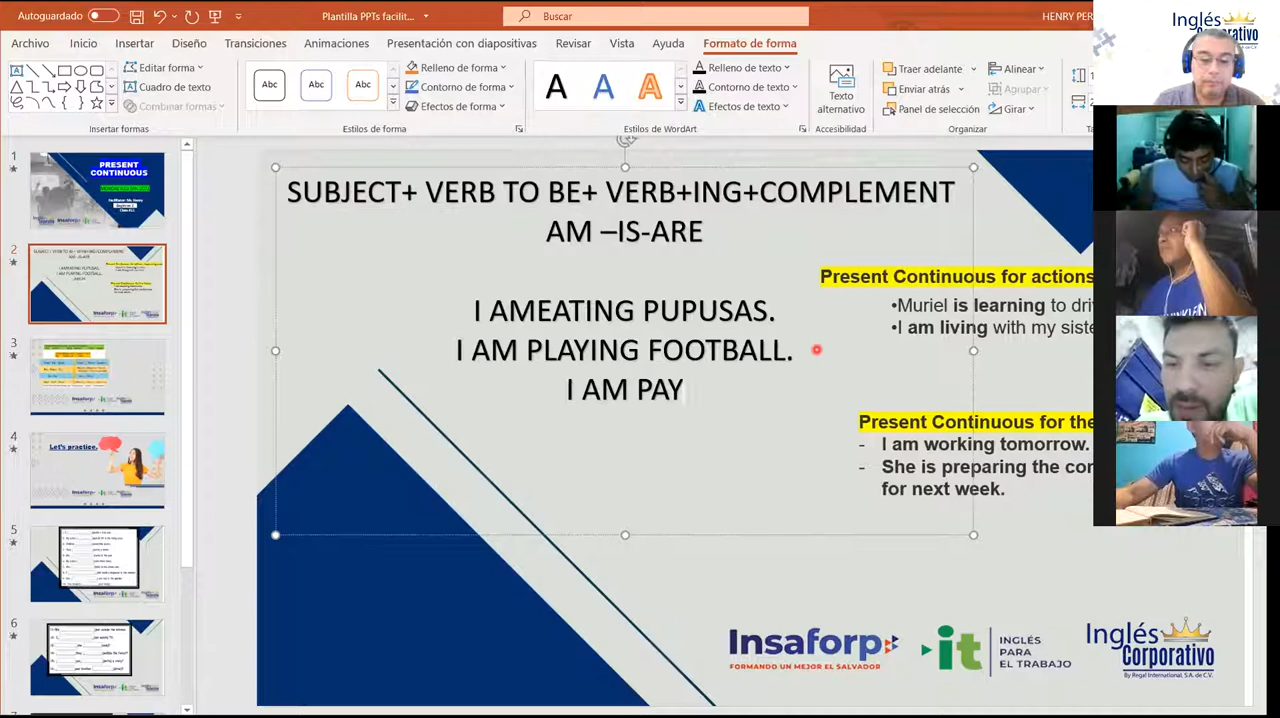 Autoguardado
Plantilla PPTs facilit...
Buscar
HENRY PER
Archivo
Inicio
Insertar
Diseño
Transiciones
Animaciones
Presentación con diapositivas
Revisar
Vista
Ayuda
Formato de forma
Editar forma
Cuadro de texto
Combinar formas
Insertar formas
Abc
Abc
Abc
Relleno de forma
Contorno de forma
Efectos de forma
Estilos de forma
A
A
A
Relleno de texto
Contorno de texto
Efectos de texto
Estilos de WordArt
Texto
alternativo
Accesibilidad
Traer adelante
Enviar atrás
Panel de selección
Alinear
Agrupar
Girar
Organizar
Inglés
Corporativo
1
PRESENT
CONTINUOUS
2
3
4
Let's practice.
5
6
SUBJECT+ VERB TO BE+ VERB+ING+COMPLEMENT
AM –IS-ARE
I AMEATING PUPUSAS.
I AM PLAYING FOOTBALL.
I AM PAY
Present Continuous for actions
•Muriel is learning to dri
•I am living with my siste
Present Continuous for the
- I am working tomorrow.
- She is preparing the con
for next week.
Insaforp
FORMANDO UN MEJOR EL SALVADOR
it
INGLÉS
PARA
EL TRABAJO
Inglés
Corporativo
By Regal International, S.A. de C.V.